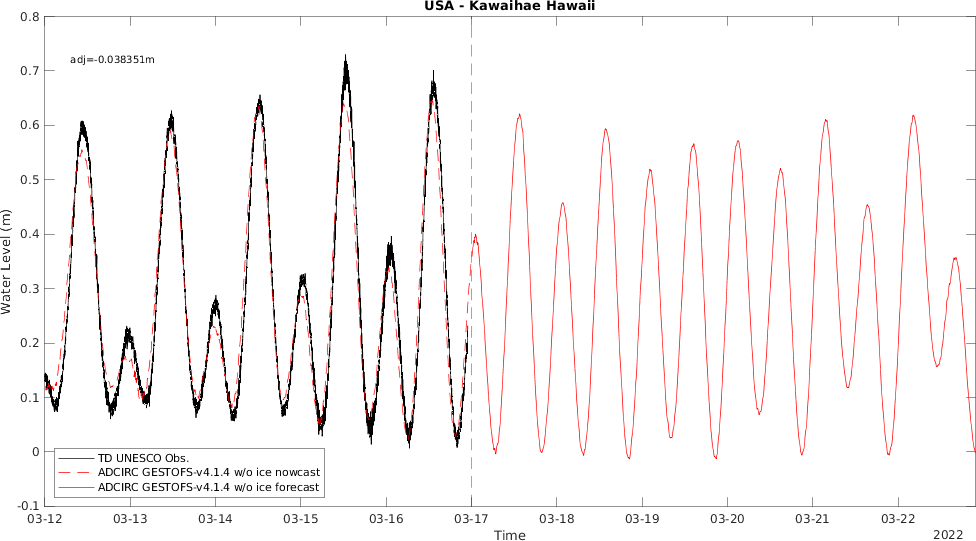 USA - Kawaihae Hawaii
0.8
adj=-0.038351m
0.7
0.6
0.5
0.4
0.3
0.2
0.1
0
-0.1
Water Level (m)
TD UNESCO Obs.
ADCIRC GESTOFS-v4.1.4 w/o ice nowcast
ADCIRC GESTOFS-v4.1.4 w/o ice forecast
03-12 03-13 03-14 03-15 03-16 03-17 03-18 03-19 03-20 03-21 03-22
Time
2022